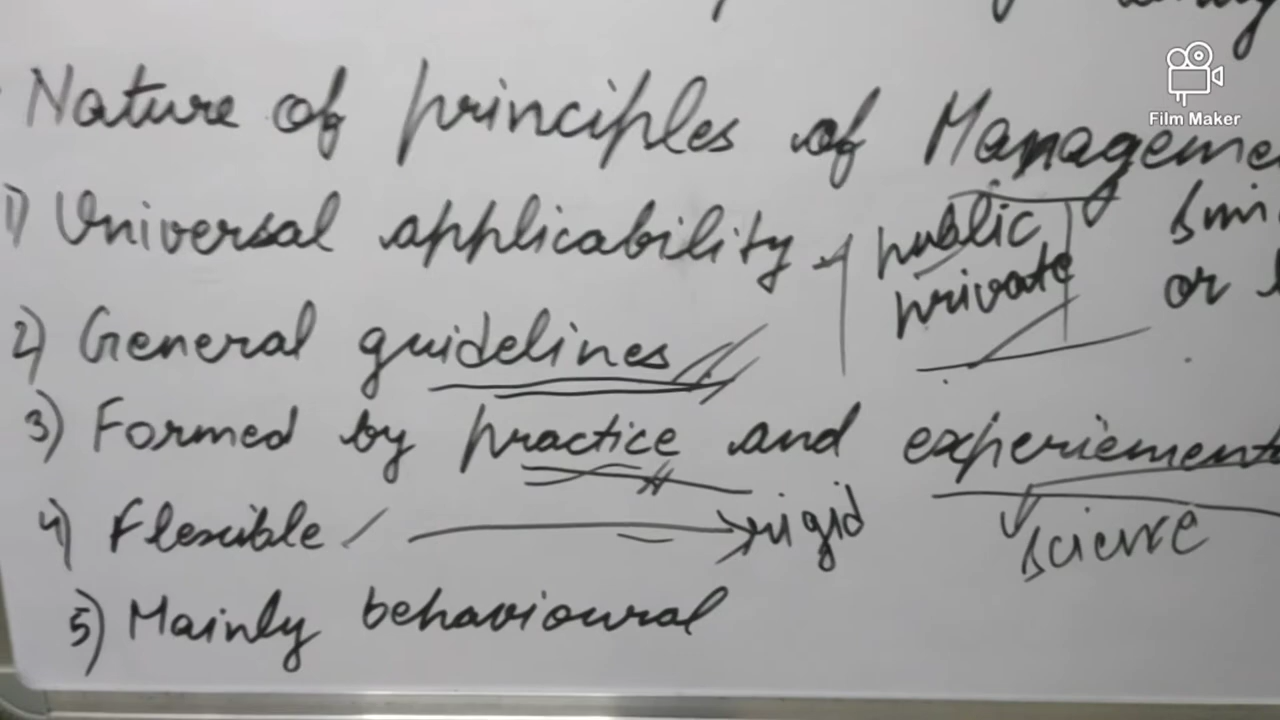 Nature of principles of Manageme
1) Universal applicability public
private or
2) General guidelines
3) Formed by practice and experiement
4) Flexible rigid science
5) Mainly behavioural
Film Maker